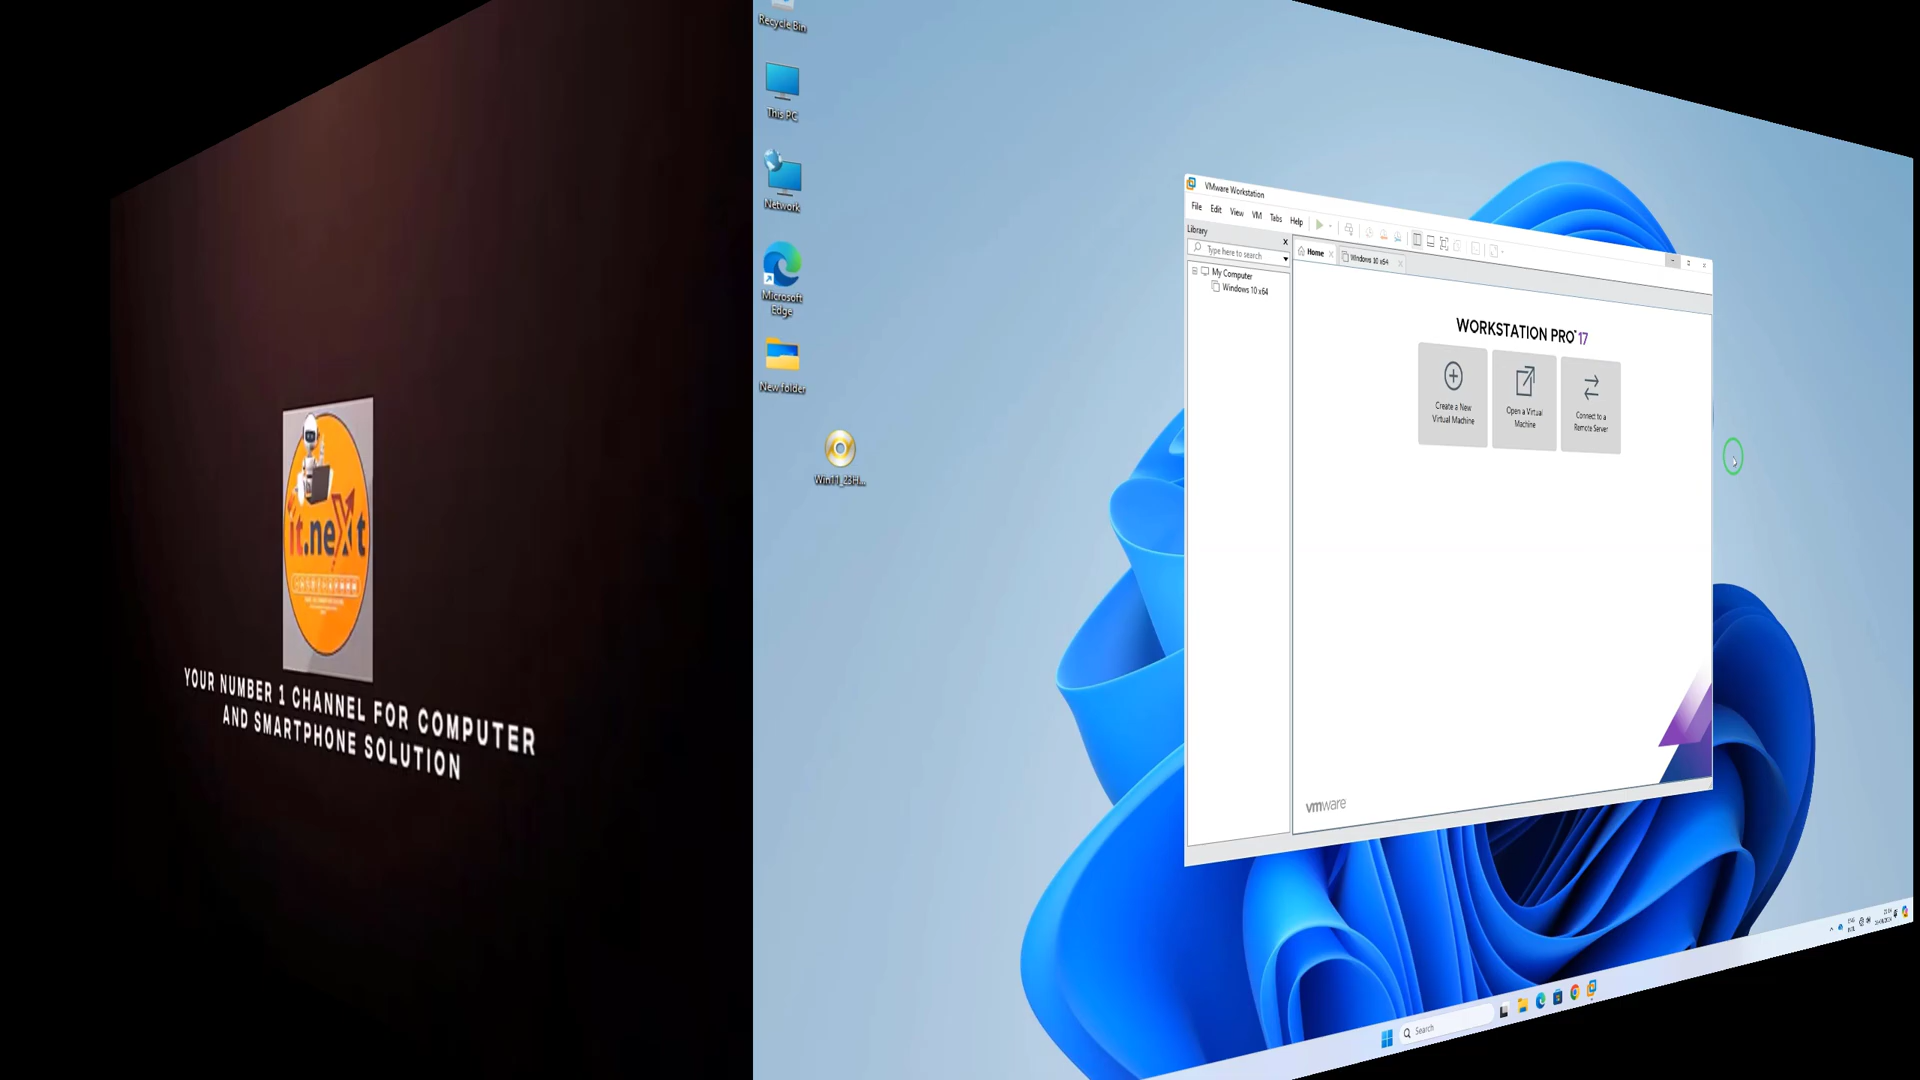 it.next
YOUR NUMBER 1 CHANNEL FOR COMPUTER
AND SMARTPHONE SOLUTION
Recycle Bin
This PC
Network
Microsoft
Edge
New folder
Win11_23H...
VMware Workstation
File Edit View VM Tabs Help
Library
Type here to search
My Computer
Windows 10 x64
Home
Windows 10 x64
WORKSTATION PRO™ 17
Create a New
Virtual Machine
Open a Virtual
Machine
Connect to a
Remote Server
vmware
Search